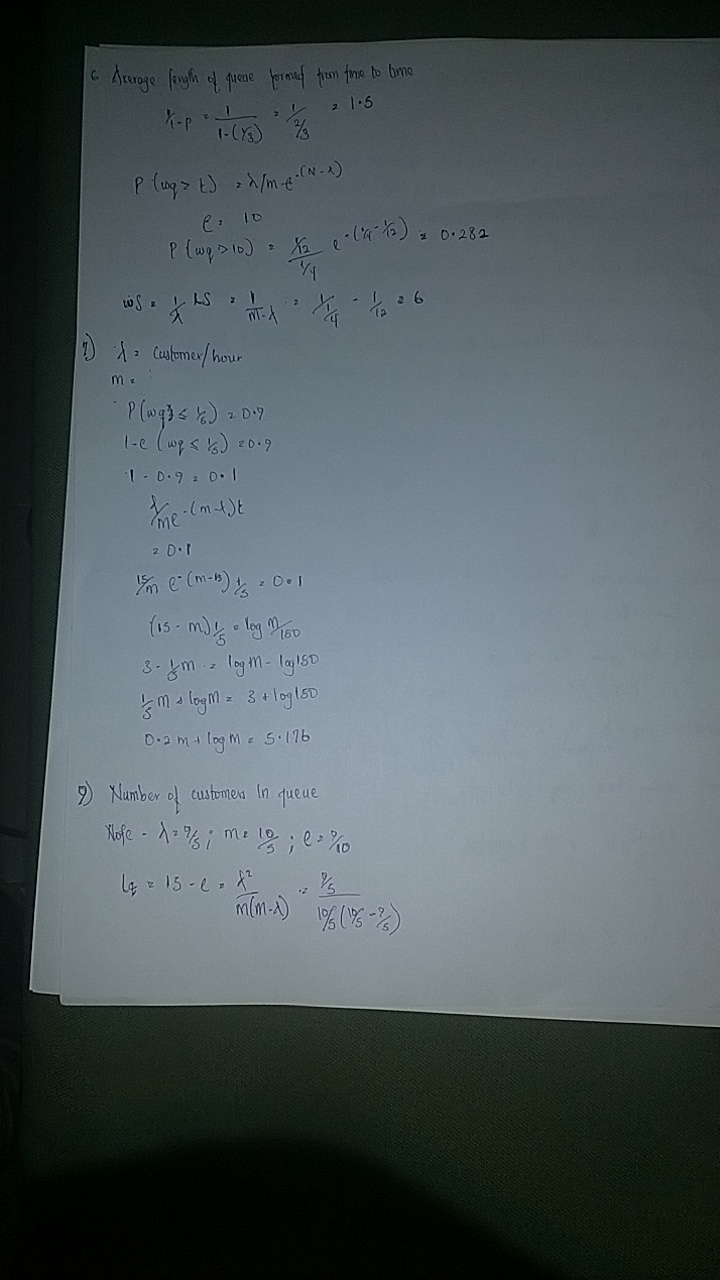 6. Average length of queue formed from time to time
1/1-p = 1/1-(1/3) = 1/2/3 = 1.5
P(wq > t) = λ/m-e-(M-λ)
e = 10
P(wq > 10) = 1/12/1/4 e-(1/4-1/12) = 0.282
ws = 1/λ LS = 1/m-λ = 1/1/4 - 1/12 = 6
7) λ = Customer/hour
m =
≤ 1/5) = 0.9
1-e (wq ≤ 1/5) = 0.9
1 - 0.9 = 0.1
λ/me-(m-λ)t
= 0.1
15/m e-(m-15) 1/5 = 0.1
(15 - m) 1/5 = log m/150
3 - 1/5 m = log m - log 150
1/5 m + log m = 3 + log 150
0.2 m + log m = 5.176
9) Number of customers in queue
Note - λ = 9/5; m = 10/5; e = 9/10
Lq = 15 - e = λ²/m(m-λ) = 9/5/10/5(10/5 - 9/5)